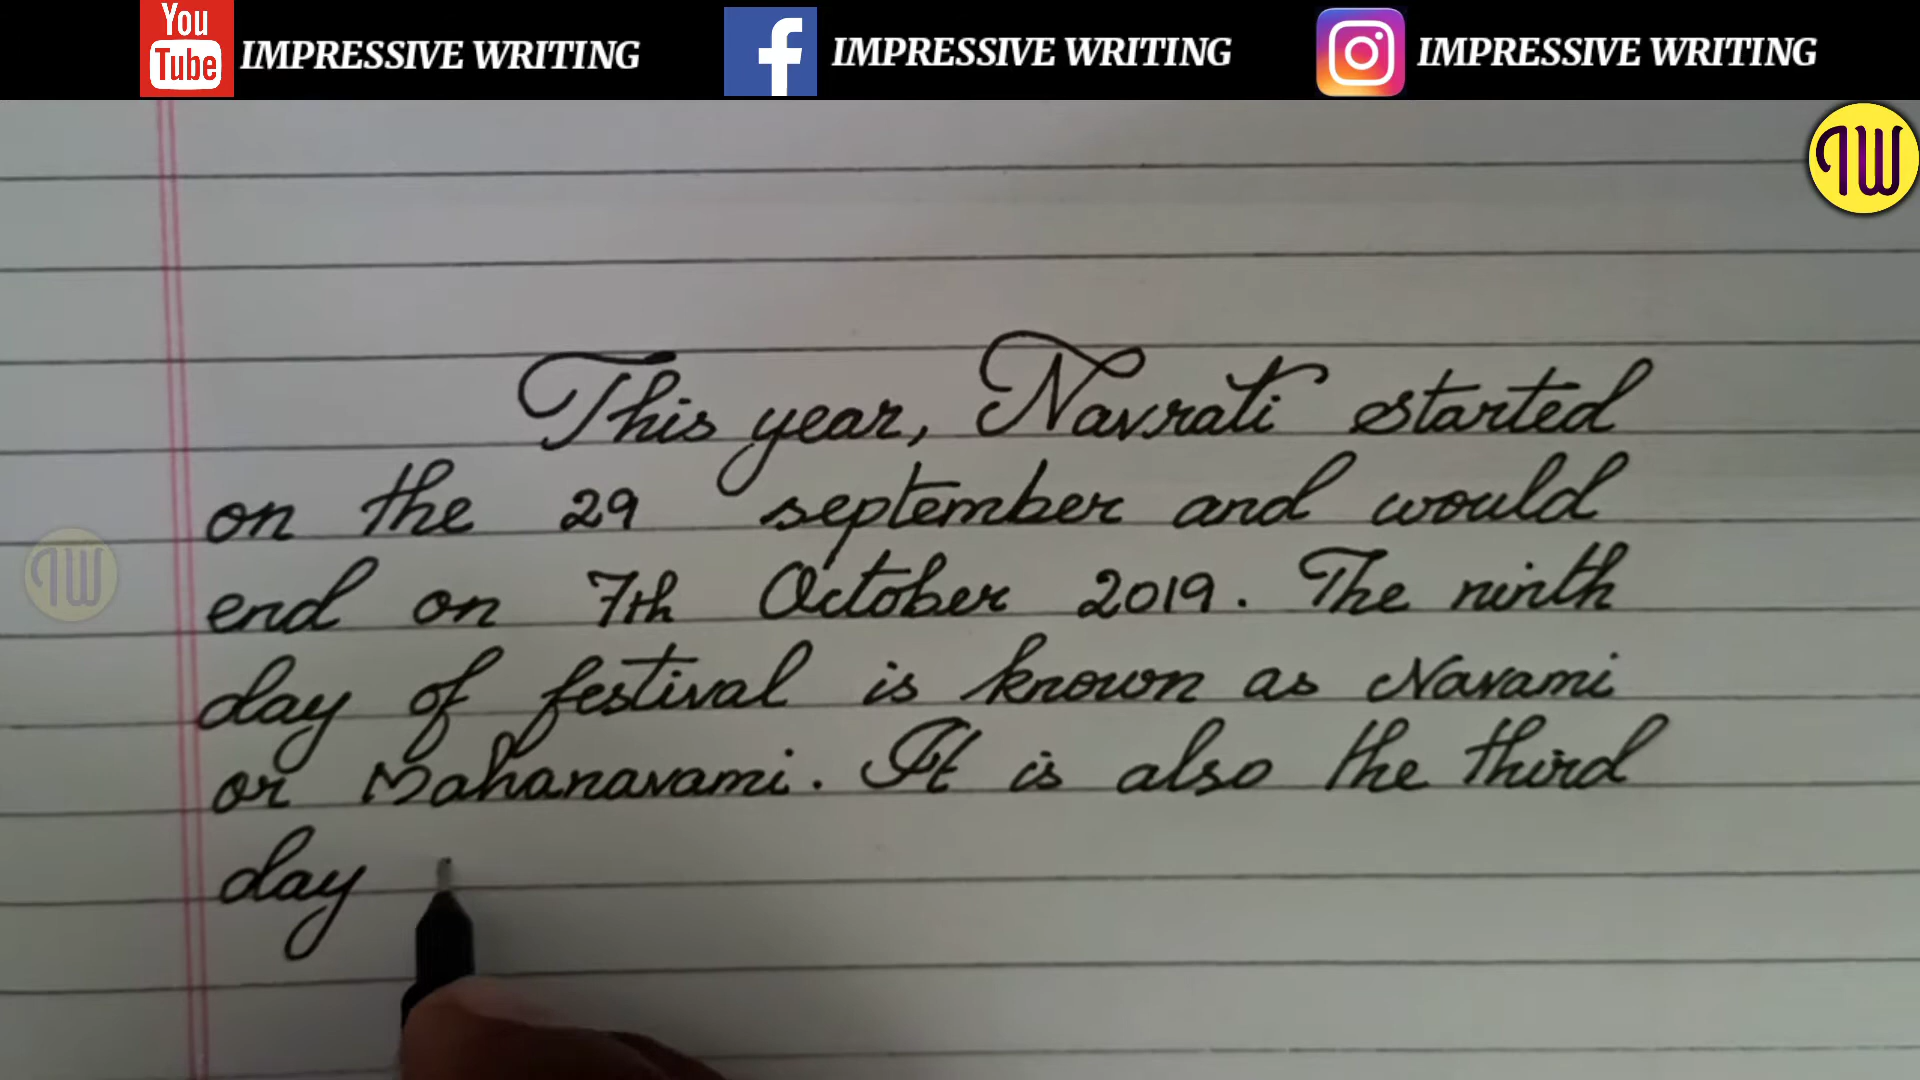 You
Tube IMPRESSIVE WRITING
f IMPRESSIVE WRITING
IMPRESSIVE WRITING
IW
This year, Navrati started
on the 29 september and would
end on 7th October 2019. The ninth
IW
day of festival is known as Navami
or Mahanavami. It is also the third
day